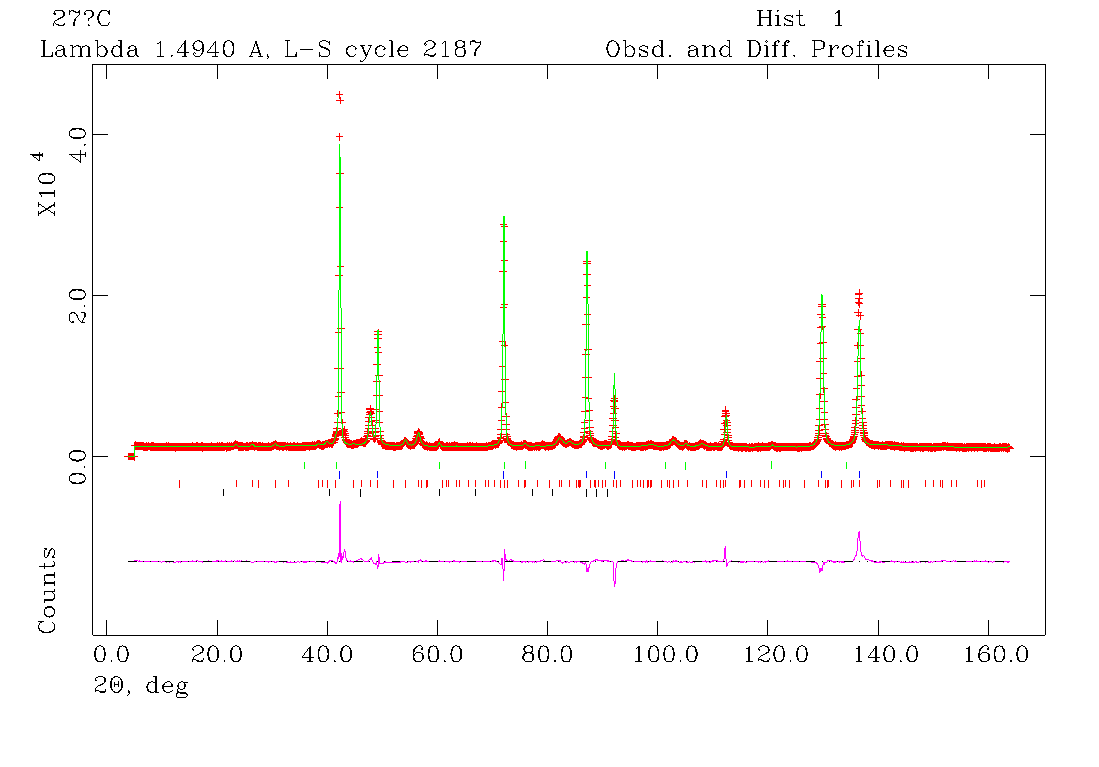 27?C Hist 1
Lambda 1.4940 A, L-S cycle 2187 Obsd. and Diff. Profiles
X10 4
4.0
2.0
0.0
Counts
0.0 20.0 40.0 60.0 80.0 100.0 120.0 140.0 160.0
2Θ, deg